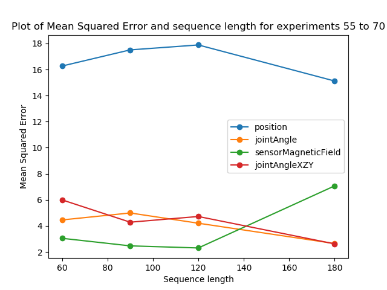 Plot of Mean Squared Error and sequence length for experiments 55 to 70
18
16
14
12
10
8
6
4
2
Mean Squared Error
position
jointAngle
sensorMagneticField
jointAngleXZY
60 80 100 120 140 160 180
Sequence length